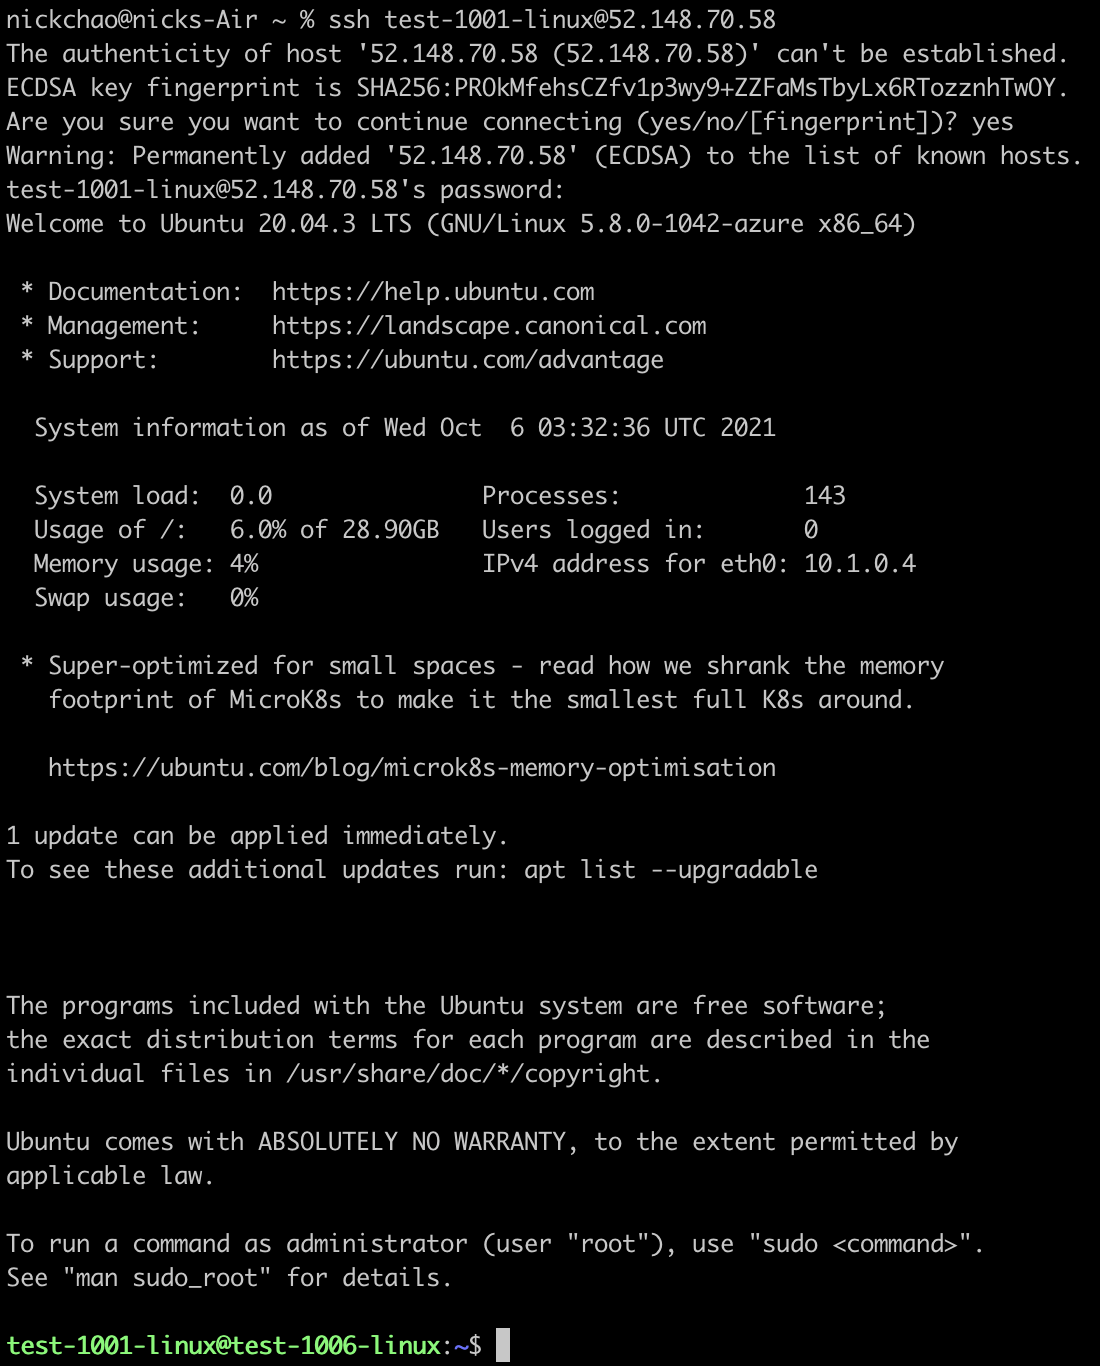 nickchao@nicks-Air ~ % ssh test-1001-linux@52.148.70.58
The authenticity of host '52.148.70.58 (52.148.70.58)' can't be established.
ECDSA key fingerprint is SHA256:PROkMfehsCZfv1p3wy9+ZZFaMsTbyLx6RTozznhTwOY.
Are you sure you want to continue connecting (yes/no/[fingerprint])? yes
Warning: Permanently added '52.148.70.58' (ECDSA) to the list of known hosts.
test-1001-linux@52.148.70.58's password:
Welcome to Ubuntu 20.04.3 LTS (GNU/Linux 5.8.0-1042-azure x86_64)
* Documentation:  https://help.ubuntu.com
* Management:     https://landscape.canonical.com
* Support:        https://ubuntu.com/advantage
System information as of Wed Oct  6 03:32:36 UTC 2021
System load:  0.0               Processes:             143
Usage of /:   6.0% of 28.90GB   Users logged in:       0
Memory usage: 4%                IPv4 address for eth0: 10.1.0.4
Swap usage:   0%
* Super-optimized for small spaces - read how we shrank the memory
footprint of MicroK8s to make it the smallest full K8s around.
https://ubuntu.com/blog/microk8s-memory-optimisation
1 update can be applied immediately.
To see these additional updates run: apt list --upgradable
The programs included with the Ubuntu system are free software;
the exact distribution terms for each program are described in the
individual files in /usr/share/doc/*/copyright.
Ubuntu comes with ABSOLUTELY NO WARRANTY, to the extent permitted by
applicable law.
To run a command as administrator (user "root"), use "sudo <command>".
See "man sudo_root" for details.
test-1001-linux@test-1006-linux:~$